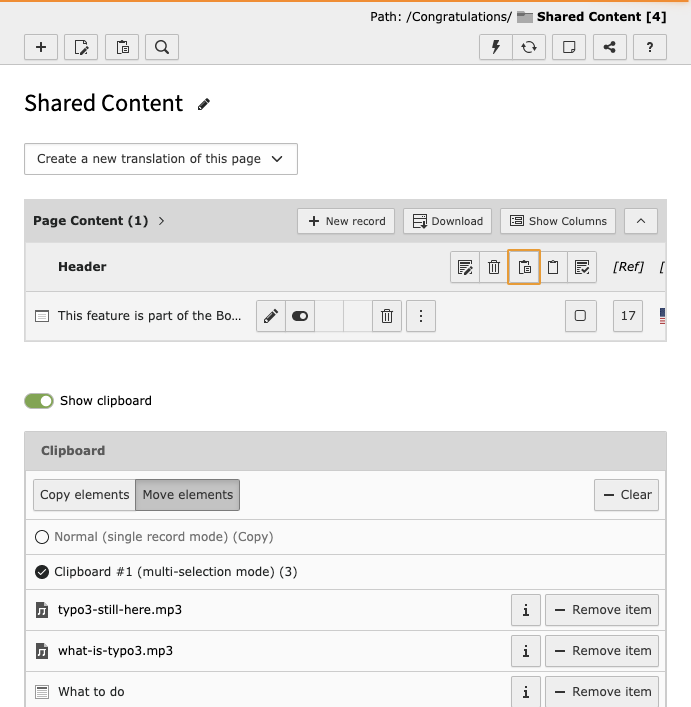 Path: /Congratulations/ Shared Content [4]
?
Shared Content
Create a new translation of this page
Page Content (1)
New record
Download
Show Columns
Header
[Ref] [
This feature is part of the Bo...
17
Show clipboard
Clipboard
Copy elements Move elements
Clear
Normal (single record mode) (Copy)
Clipboard #1 (multi-selection mode) (3)
typo3-still-here.mp3 i Remove item
what-is-typo3.mp3 i Remove item
What to do i Remove item